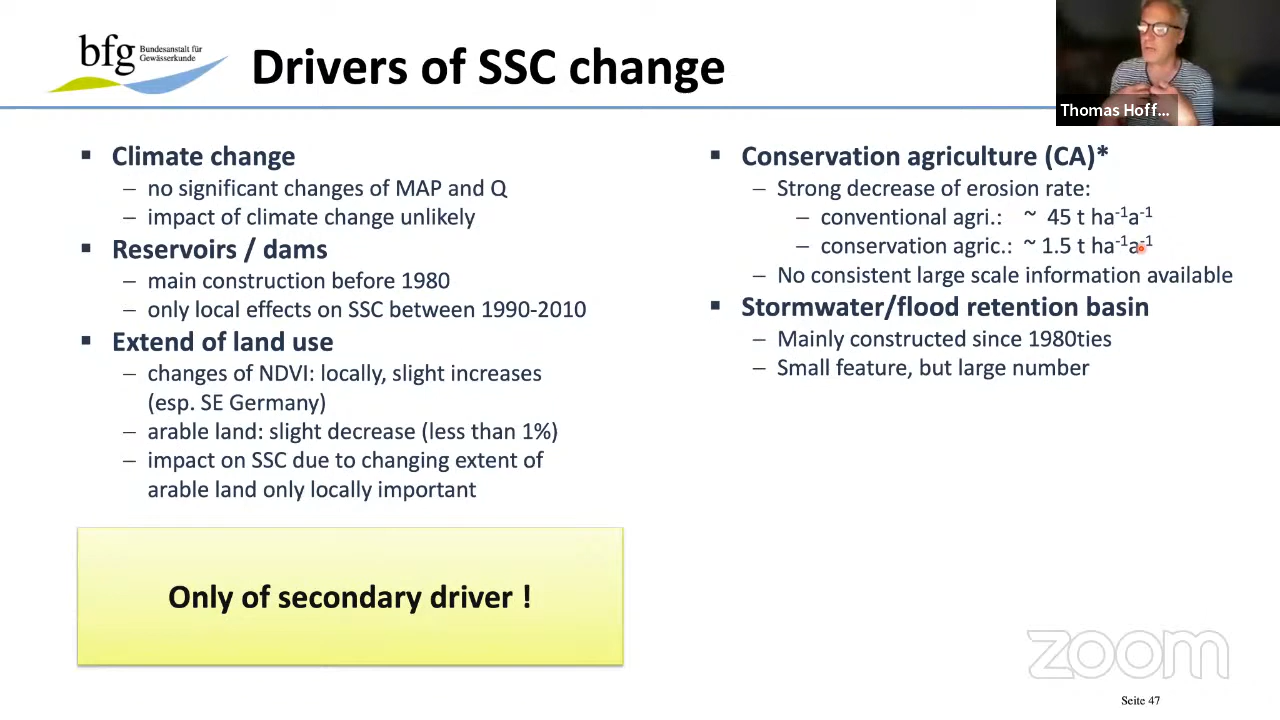 bfg Bundesanstalt für
Gewässerkunde
Drivers of SSC change
Thomas Hoff...
▪ Climate change
– no significant changes of MAP and Q
– impact of climate change unlikely
▪ Reservoirs / dams
– main construction before 1980
– only local effects on SSC between 1990-2010
▪ Extend of land use
– changes of NDVI: locally, slight increases
(esp. SE Germany)
– arable land: slight decrease (less than 1%)
– impact on SSC due to changing extent of
arable land only locally important
Only of secondary driver !
▪ Conservation agriculture (CA)*
– Strong decrease of erosion rate:
– conventional agri.: ~ 45 t ha⁻¹a⁻¹
– conservation agric.: ~ 1.5 t ha⁻¹a⁻¹
– No consistent large scale information available
▪ Stormwater/flood retention basin
– Mainly constructed since 1980ties
– Small feature, but large number
zoom
Seite 47